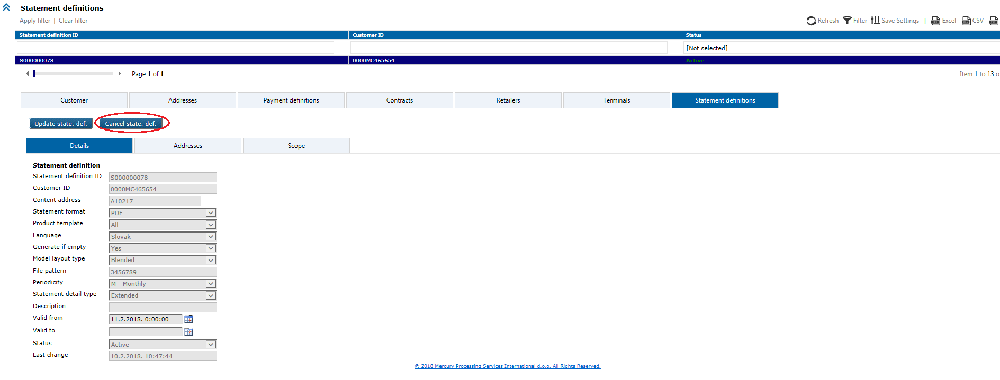 Statement definitions
Apply filter | Clear filter
Refresh Filter Save Settings | Excel CSV
Statement definition ID Customer ID Status
[Not selected]
S000000078 0000MC465654 Active
Page 1 of 1 Item 1 to 13 o
Customer Addresses Payment definitions Contracts Retailers Terminals Statement definitions
Update state. def. Cancel state. def.
Details Addresses Scope
Statement definition
Statement definition ID S000000078
Customer ID 0000MC465654
Content address A10217
Statement format PDF
Product template All
Language Slovak
Generate if empty Yes
Model layout type Blended
File pattern 3456789
Periodicity M - Monthly
Statement detail type Extended
Description
Valid from 11.2.2018. 0:00:00
Valid to
Status Active
Last change 10.2.2018. 10:47:44
© 2018 Mercury Processing Services International d.o.o. All Rights Reserved.